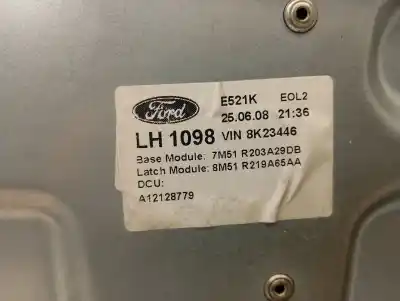 Ford E521K EOL2
25.06.08 21:36
LH 1098 VIN 8K23446
Base Module: 7M51 R203A29DB
Latch Module: 8M51 R219A65AA
DCU:
A12128779